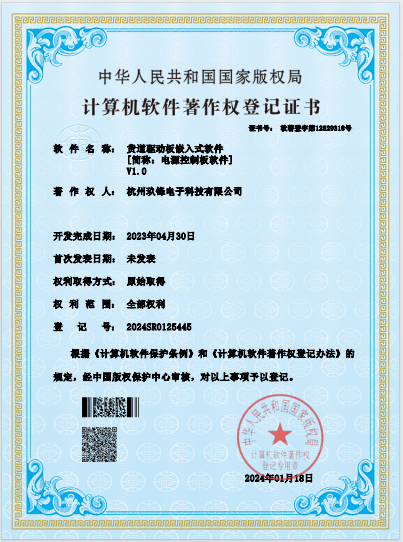 中华人民共和国国家版权局
计算机软件著作权登记证书
证书号： 软著登字第12529318号
软件名称： 货道驱动板嵌入式软件
[简称：电源控制板软件]
V1.0
著作权人： 杭州玖锋电子科技有限公司
开发完成日期： 2023年04月30日
首次发表日期： 未发表
权利取得方式： 原始取得
权利范围： 全部权利
登记号： 2024SR0125445
根据《计算机软件保护条例》和《计算机软件著作权登记办法》的
规定，经中国版权保护中心审核，对以上事项予以登记。
中华人民共和国国家版权局
计算机软件著作权
登记专用章
2024年01月18日